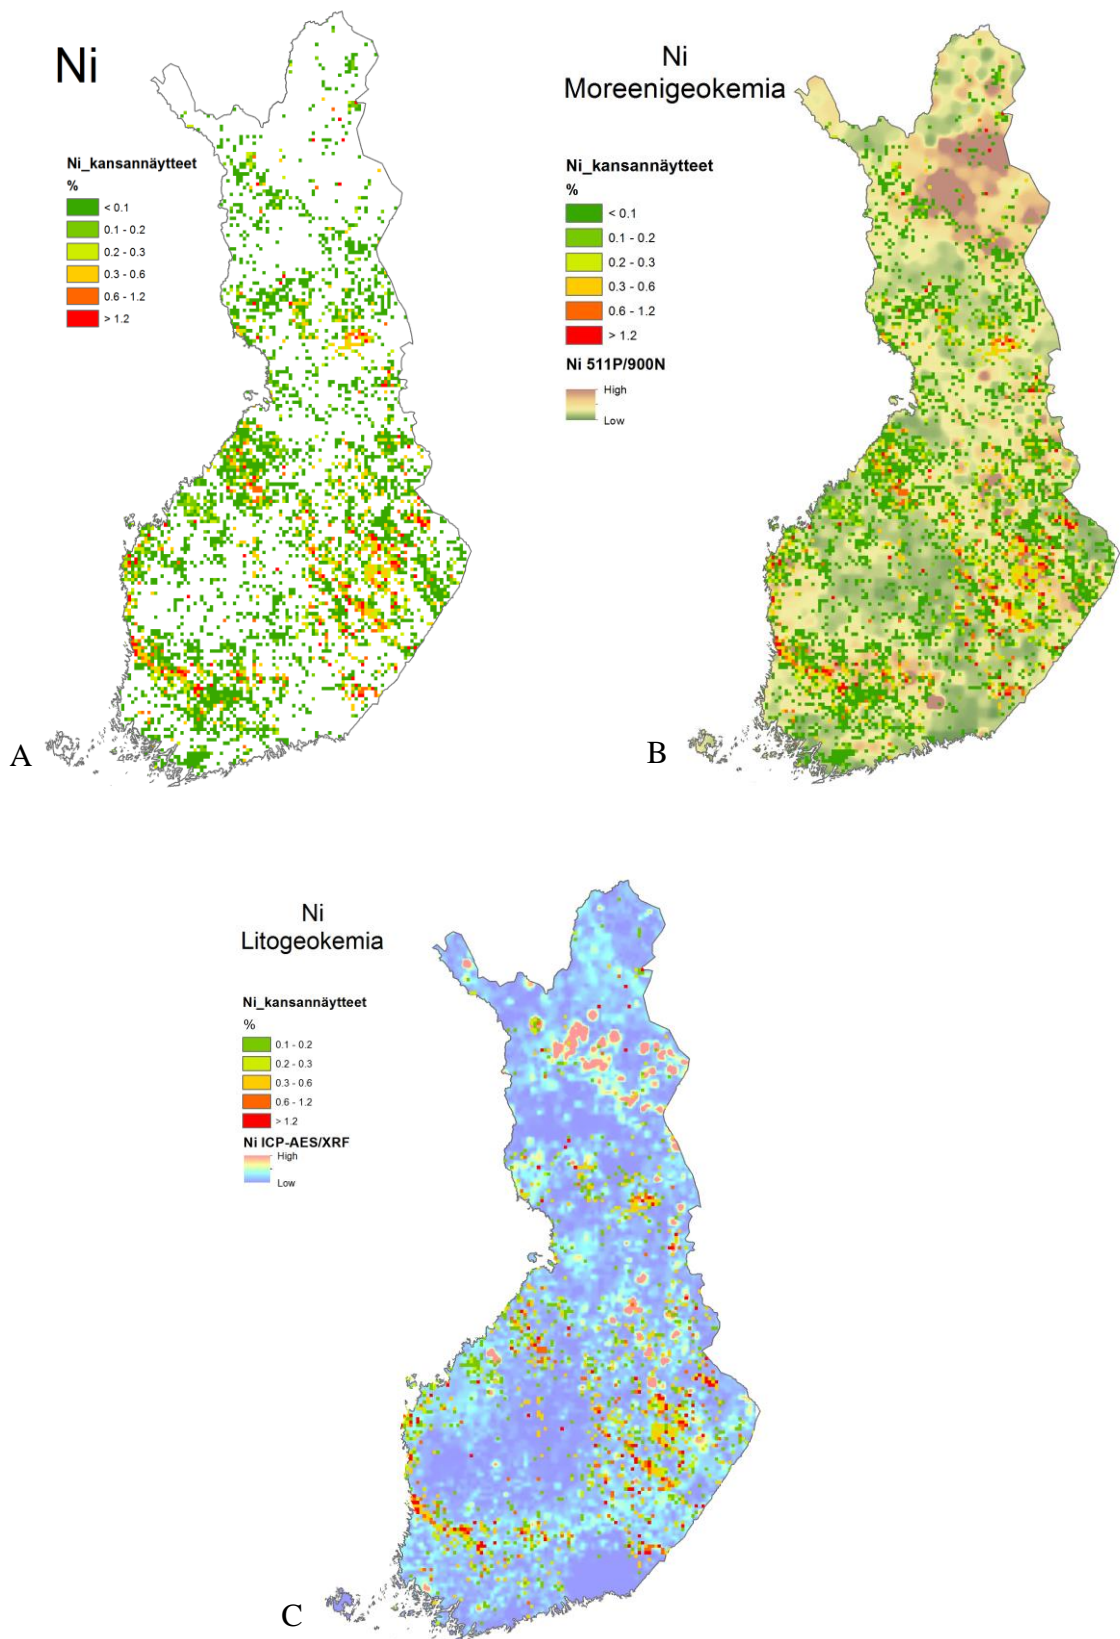 Ni
Ni_kansannäytteet
%
< 0.1
0.1 - 0.2
0.2 - 0.3
0.3 - 0.6
0.6 - 1.2
> 1.2
A
Ni
Moreenigeokemia
Ni_kansannäytteet
%
< 0.1
0.1 - 0.2
0.2 - 0.3
0.3 - 0.6
0.6 - 1.2
> 1.2
Ni 511P/900N
High
Low
B
Ni
Litogeokemia
Ni_kansannäytteet
%
0.1 - 0.2
0.2 - 0.3
0.3 - 0.6
0.6 - 1.2
> 1.2
Ni ICP-AES/XRF
High
Low
C